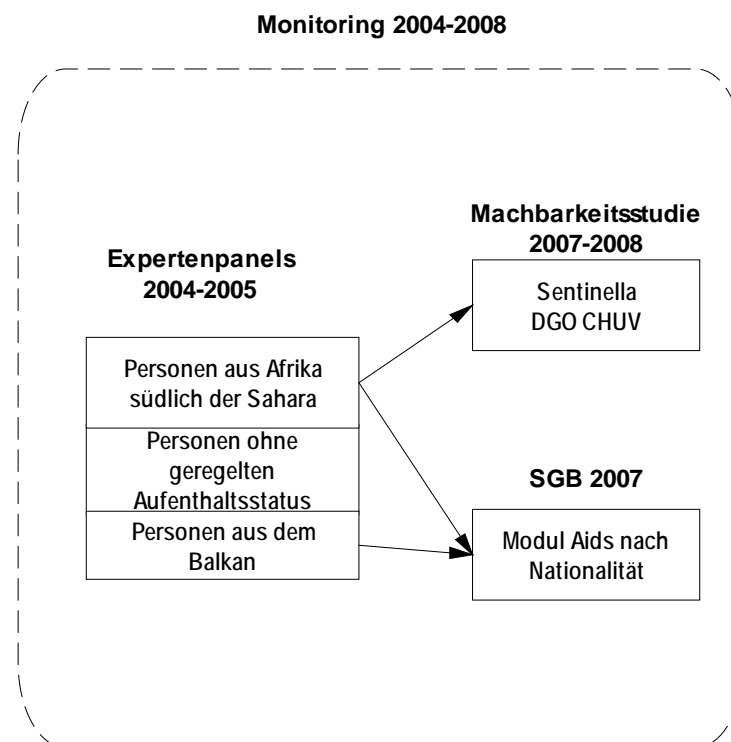 Monitoring 2004-2008
Expertenpanels
2004-2005
Personen aus Afrika
südlich der Sahara
Personen ohne
geregelten
Aufenthaltsstatus
Personen aus dem
Balkan
Machbarkeitsstudie
2007-2008
Sentinella
DGO CHUV
SGB 2007
Modul Aids nach
Nationalität